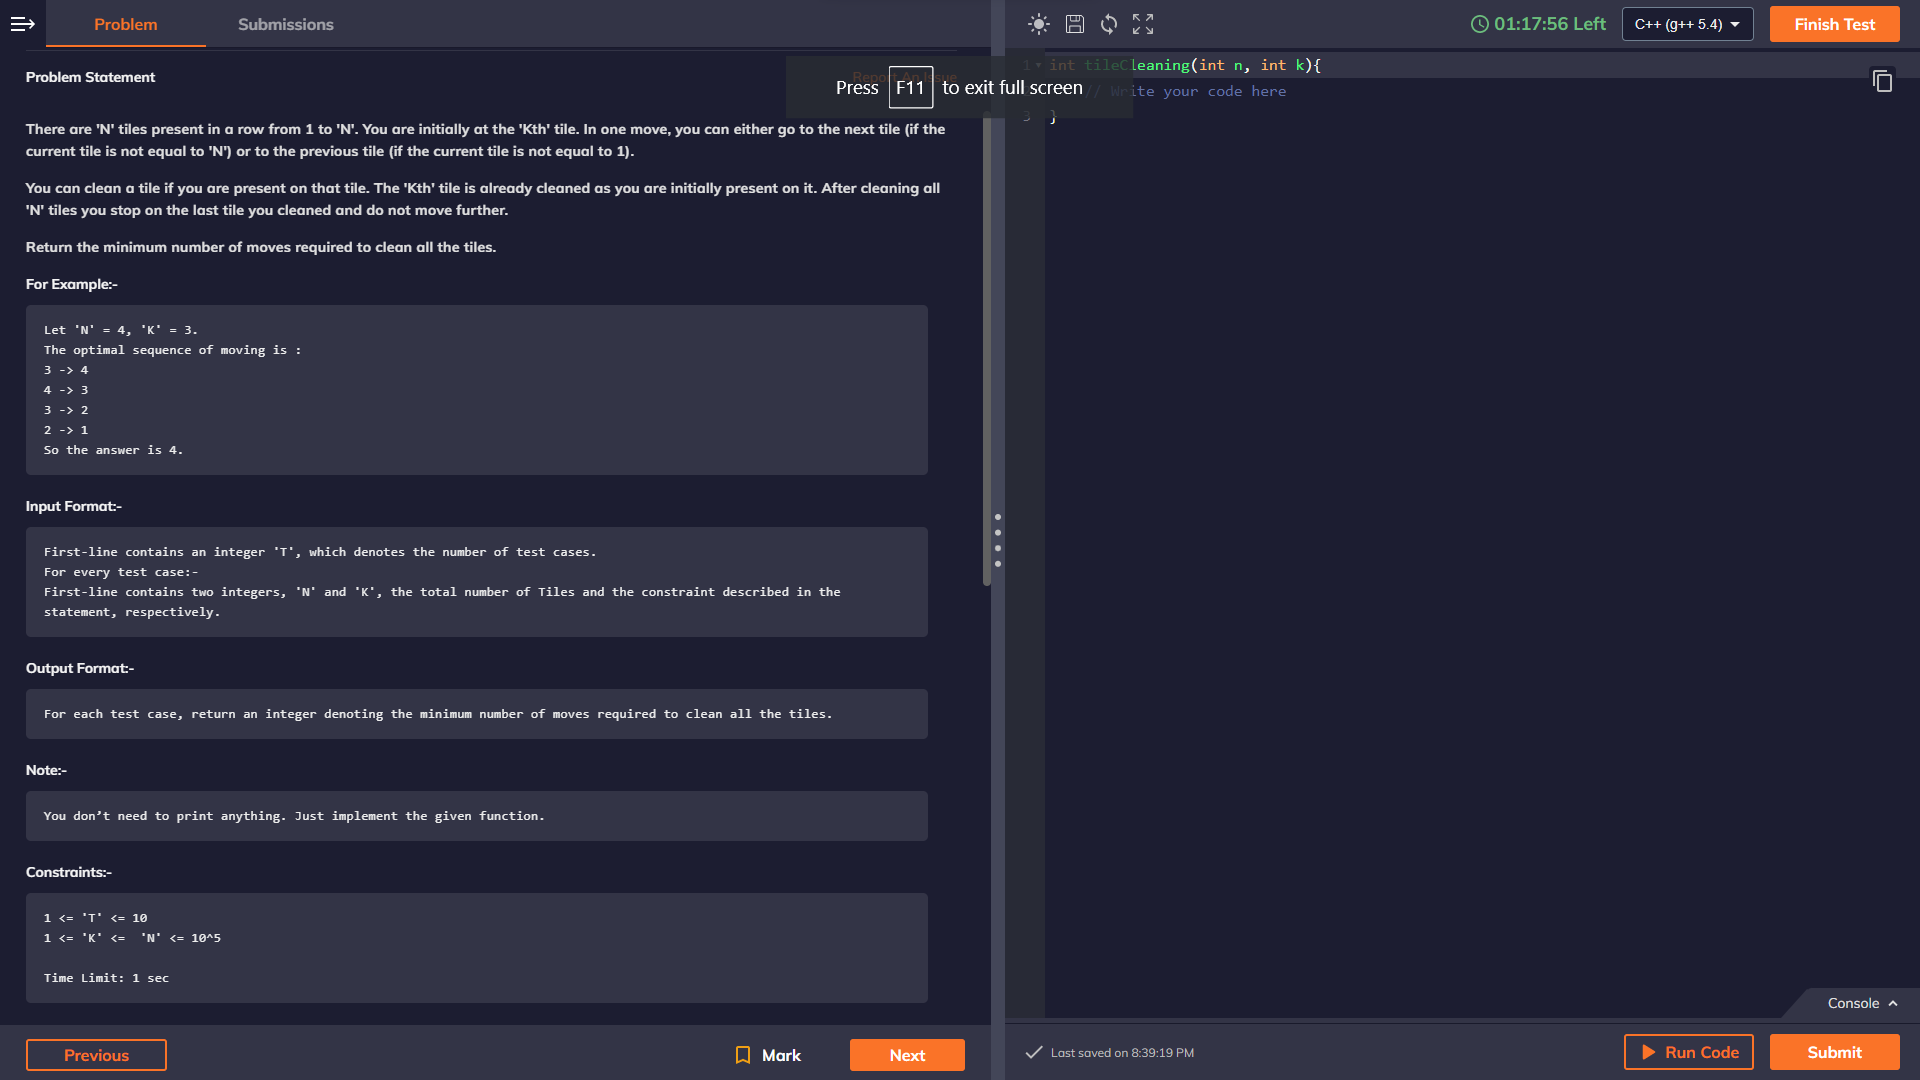 Problem
Submissions
01:17:56 Left
C++ (g++ 5.4)
Finish Test
Problem Statement
Report An Issue
Press F11 to exit full screen
There are 'N' tiles present in a row from 1 to 'N'. You are initially at the 'Kth' tile. In one move, you can either go to the next tile (if the
current tile is not equal to 'N') or to the previous tile (if the current tile is not equal to 1).
You can clean a tile if you are present on that tile. The 'Kth' tile is already cleaned as you are initially present on it. After cleaning all
'N' tiles you stop on the last tile you cleaned and do not move further.
Return the minimum number of moves required to clean all the tiles.
For Example:-
Let 'N' = 4, 'K' = 3.
The optimal sequence of moving is :
3 -> 4
4 -> 3
3 -> 2
2 -> 1
So the answer is 4.
Input Format:-
First-line contains an integer 'T', which denotes the number of test cases.
For every test case:-
First-line contains two integers, 'N' and 'K', the total number of Tiles and the constraint described in the
statement, respectively.
Output Format:-
For each test case, return an integer denoting the minimum number of moves required to clean all the tiles.
Note:-
You don’t need to print anything. Just implement the given function.
Constraints:-
1 <= 'T' <= 10
1 <= 'K' <=  'N' <= 10^5
Time Limit: 1 sec
Previous
Mark
Next
1 int tileCleaning(int n, int k){
// Write your code here
3 }
Console
Last saved on 8:39:19 PM
Run Code
Submit